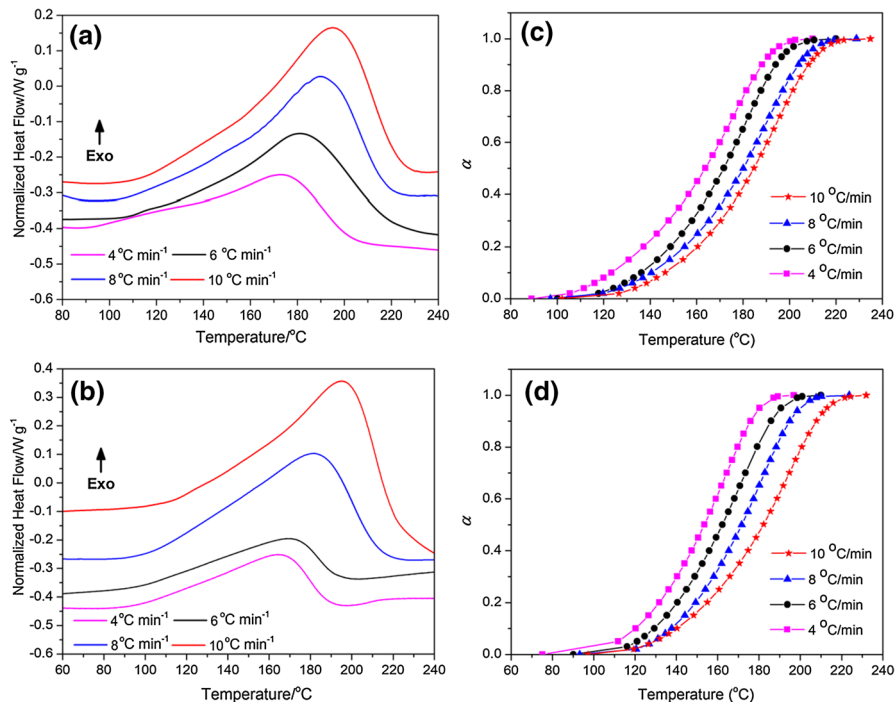 (a)
Normalized Heat Flow/W g⁻¹
0.2
0.1
0.0
-0.1
-0.2
-0.3
-0.4
-0.5
-0.6
Exo
4 °C min⁻¹
6 °C min⁻¹
8 °C min⁻¹
10 °C min⁻¹
80 100 120 140 160 180 200 220 240
Temperature/°C
(c)
α
1.0
0.8
0.6
0.4
0.2
0.0
10 °C/min
8 °C/min
6 °C/min
4 °C/min
80 100 120 140 160 180 200 220 240
Temperature (°C)
(b)
Normalized Heat Flow/W g⁻¹
0.4
0.3
0.2
0.1
0.0
-0.1
-0.2
-0.3
-0.4
-0.5
-0.6
Exo
4 °C min⁻¹
6 °C min⁻¹
8 °C min⁻¹
10 °C min⁻¹
60 80 100 120 140 160 180 200 220 240
Temperature/°C
(d)
α
1.0
0.8
0.6
0.4
0.2
0.0
10 °C/min
8 °C/min
6 °C/min
4 °C/min
60 80 100 120 140 160 180 200 220 240
Temperature (°C)